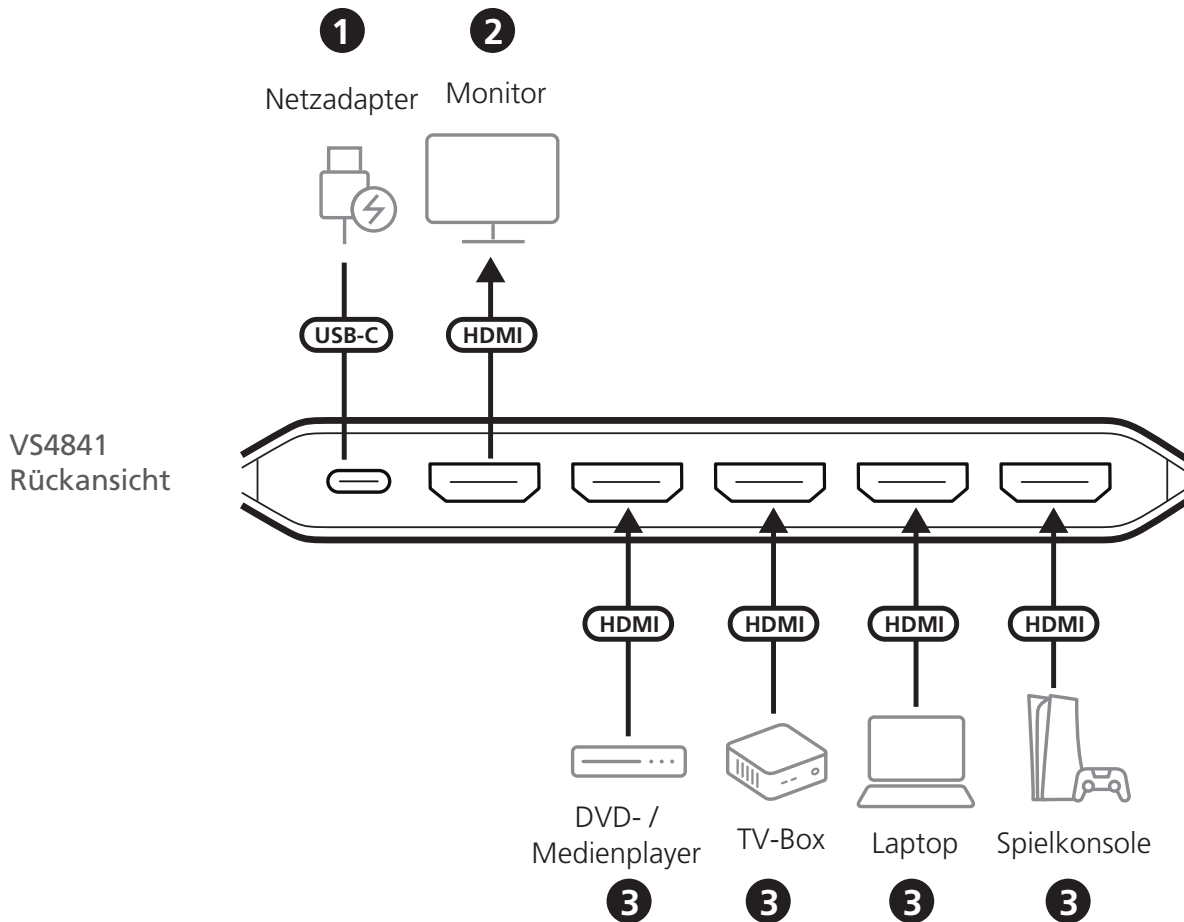 1
2
Netzadapter
Monitor
USB-C
HDMI
VS4841
Rückansicht
HDMI
HDMI
HDMI
HDMI
DVD- /
Medienplayer
TV-Box
Laptop
Spielkonsole
3
3
3
3